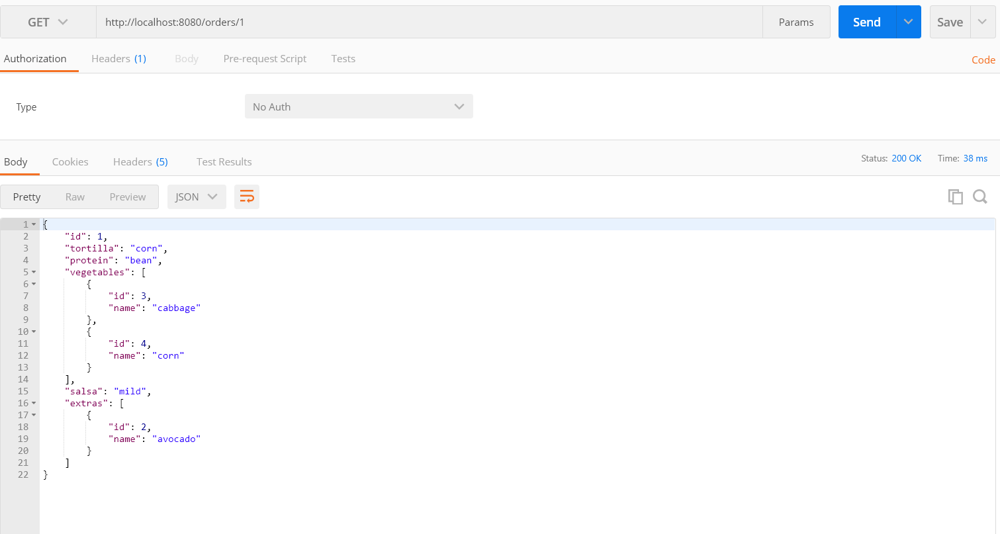 GET http://localhost:8080/orders/1 Params Send Save
Authorization Headers (1) Body Pre-request Script Tests Code
Type No Auth
Body Cookies Headers (5) Test Results Status: 200 OK Time: 38 ms
Pretty Raw Preview JSON
1 {
2 "id": 1,
3 "tortilla": "corn",
4 "protein": "bean",
5 "vegetables": [
6 {
7 "id": 3,
8 "name": "cabbage"
9 },
10 {
11 "id": 4,
12 "name": "corn"
13 }
14 ],
15 "salsa": "mild",
16 "extras": [
17 {
18 "id": 2,
19 "name": "avocado"
20 }
21 ]
22 }